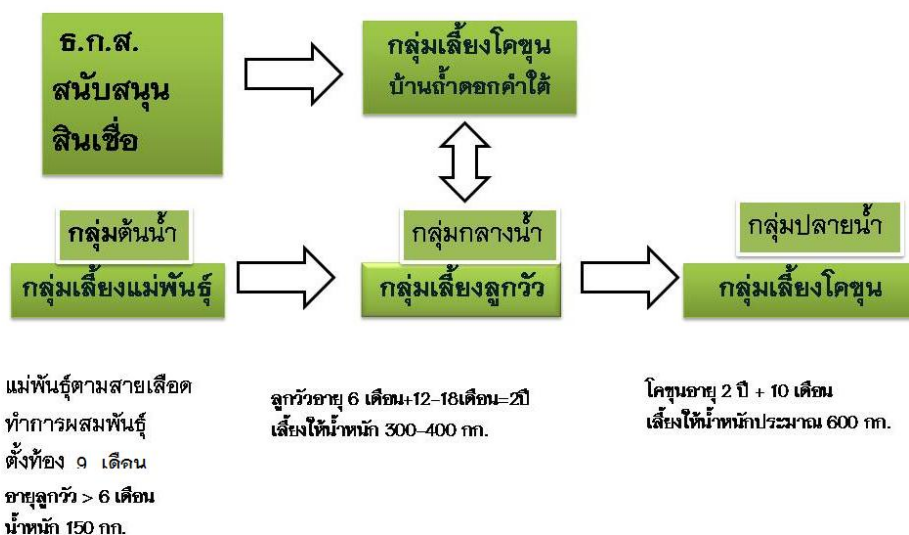 ธ.ก.ส.
สนับสนุน
สินเชื่อ
กลุ่มเลี้ยงโคขุน
บ้านถ้ำดอกคำใต้
กลุ่มต้นน้ำ
กลุ่มเลี้ยงแม่พันธุ์
กลุ่มกลางน้ำ
กลุ่มเลี้ยงลูกวัว
กลุ่มปลายน้ำ
กลุ่มเลี้ยงโคขุน
แม่พันธุ์ตามสายเลือด
ทำการผสมพันธุ์
ตั้งท้อง 9 เดือน
อายุลูกวัว > 6 เดือน
น้ำหนัก 150 กก.
ลูกวัวอายุ 6 เดือน+12-18เดือน=2ปี
เลี้ยงให้น้ำหนัก 300-400 กก.
โคขุนอายุ 2 ปี + 10 เดือน
เลี้ยงให้น้ำหนักประมาณ 600 กก.